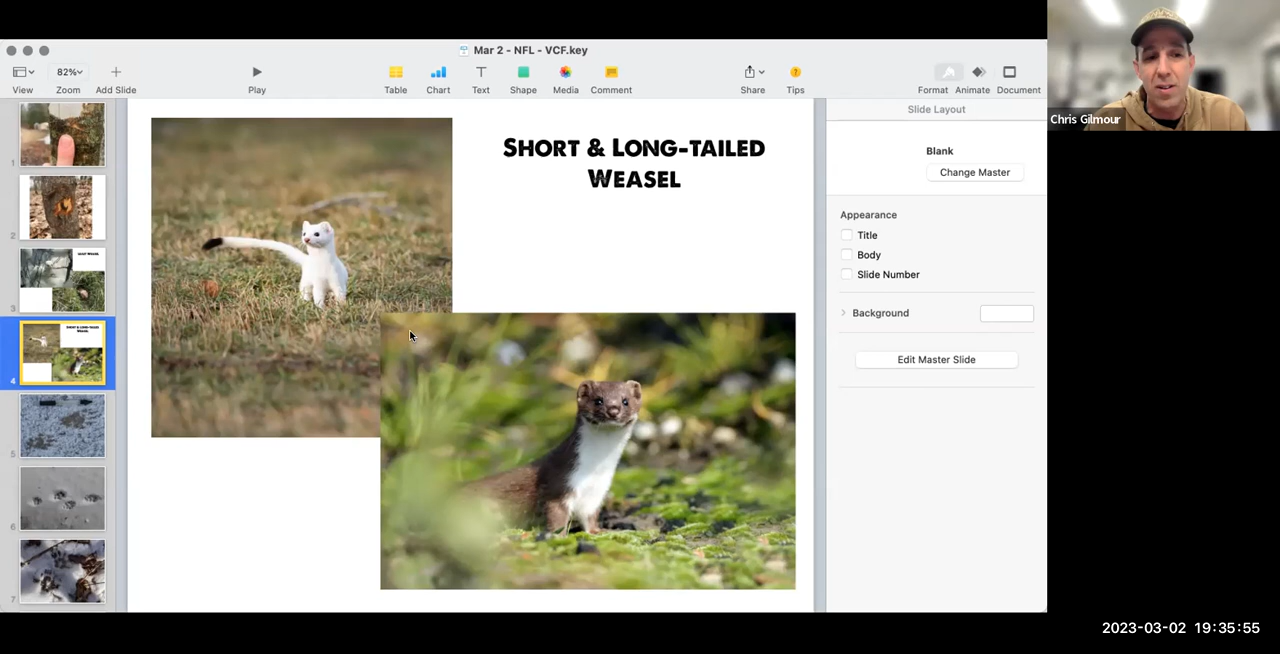 Mar 2 - NFL - VCF.key
82%
View
Zoom
Add Slide
Play
Table
Chart
Text
Shape
Media
Comment
Share
Tips
Format
Animate
Document
Chris Gilmour
1
2
3
4
5
6
7
SHORT & LONG-TAILED
WEASEL
Slide Layout
Blank
Change Master
Appearance
Title
Body
Slide Number
Background
Edit Master Slide
2023-03-02 19:35:55